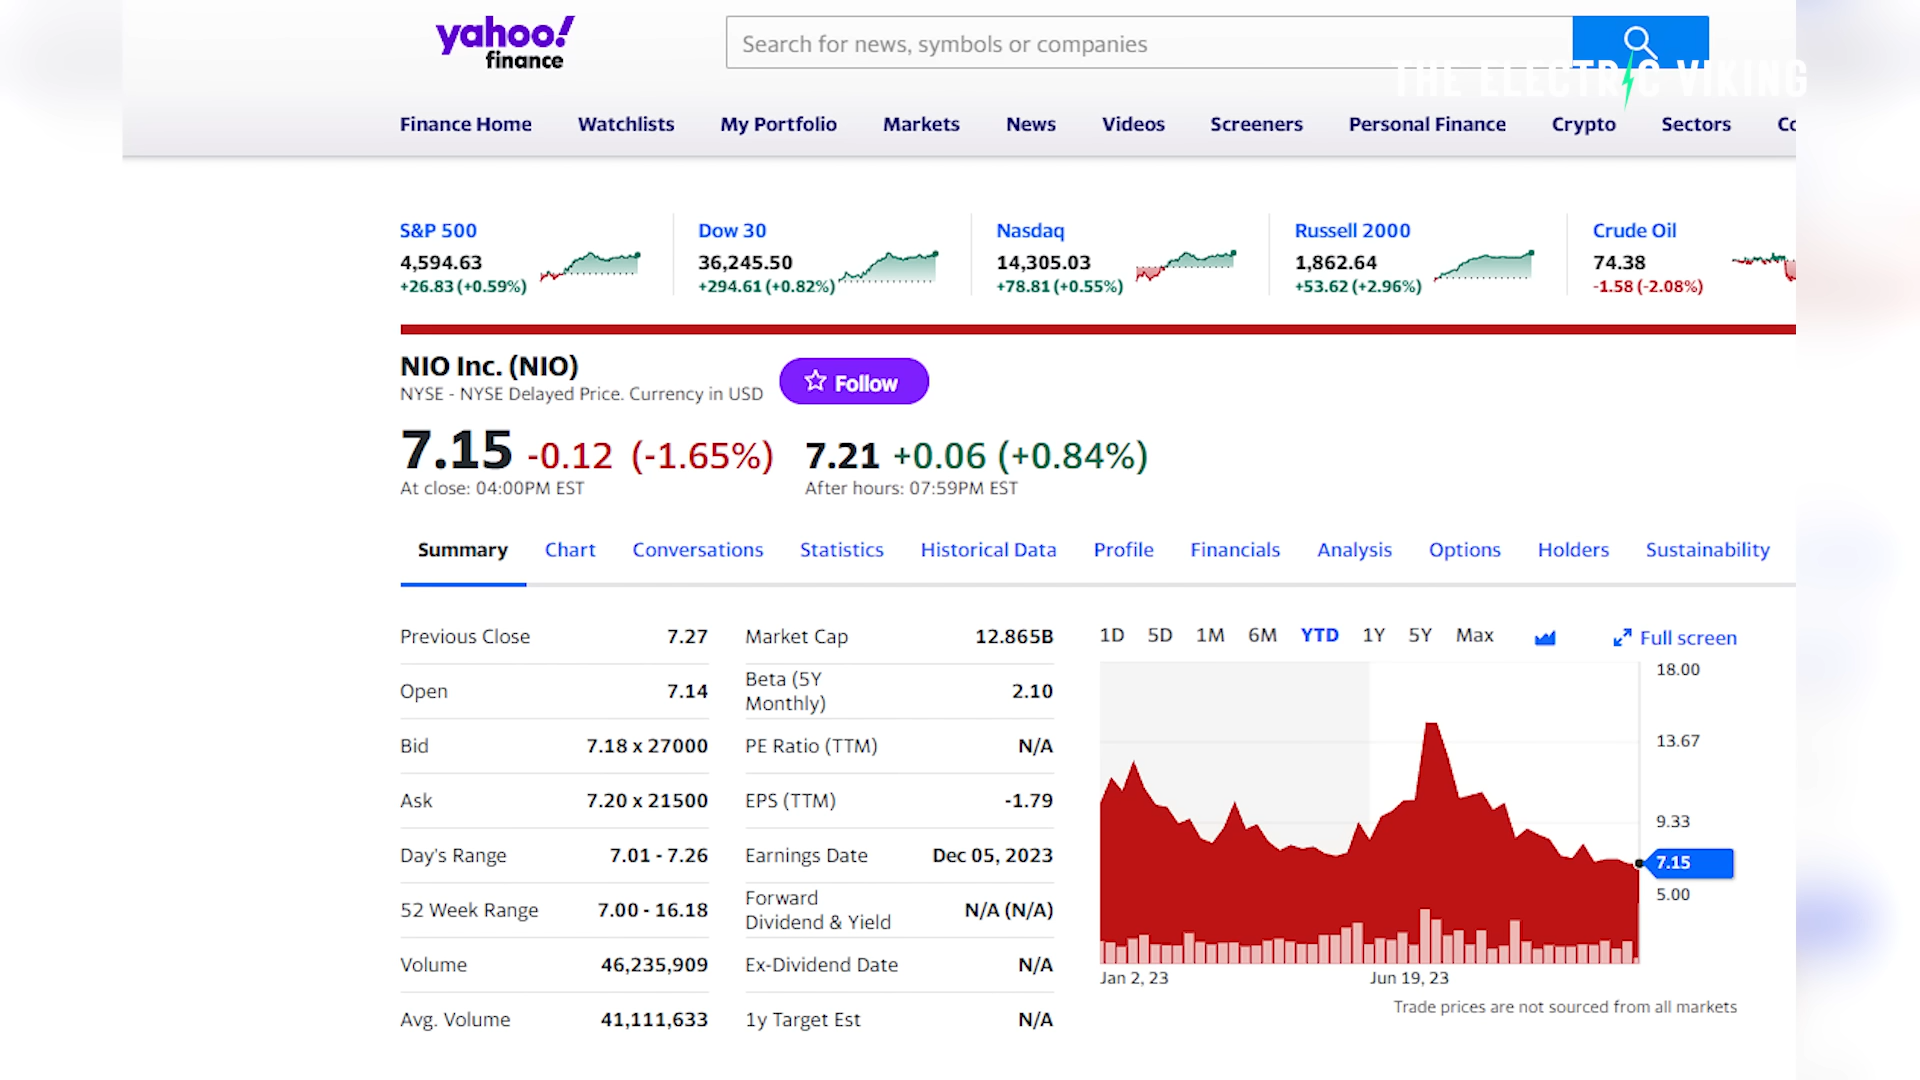 yahoo!
finance
Search for news, symbols or companies
THE ELECTRIC VIKING
Finance Home Watchlists My Portfolio Markets News Videos Screeners Personal Finance Crypto Sectors Co
S&P 500 Dow 30 Nasdaq Russell 2000 Crude Oil
4,594.63 36,245.50 14,305.03 1,862.64 74.38
+26.83 (+0.59%) +294.61 (+0.82%) +78.81 (+0.55%) +53.62 (+2.96%) -1.58 (-2.08%)
NIO Inc. (NIO)
NYSE - NYSE Delayed Price. Currency in USD
Follow
7.15 -0.12 (-1.65%) 7.21 +0.06 (+0.84%)
At close: 04:00PM EST After hours: 07:59PM EST
Summary Chart Conversations Statistics Historical Data Profile Financials Analysis Options Holders Sustainability
Previous Close 7.27
Open 7.14
Bid 7.18 x 27000
Ask 7.20 x 21500
Day's Range 7.01 - 7.26
52 Week Range 7.00 - 16.18
Volume 46,235,909
Avg. Volume 41,111,633
Market Cap 12.865B
Beta (5Y
Monthly) 2.10
PE Ratio (TTM) N/A
EPS (TTM) -1.79
Earnings Date Dec 05, 2023
Forward
Dividend & Yield N/A (N/A)
Ex-Dividend Date N/A
1y Target Est N/A
1D 5D 1M 6M YTD 1Y 5Y Max Full screen
18.00
13.67
9.33
7.15
5.00
Jan 2, 23 Jun 19, 23
Trade prices are not sourced from all markets